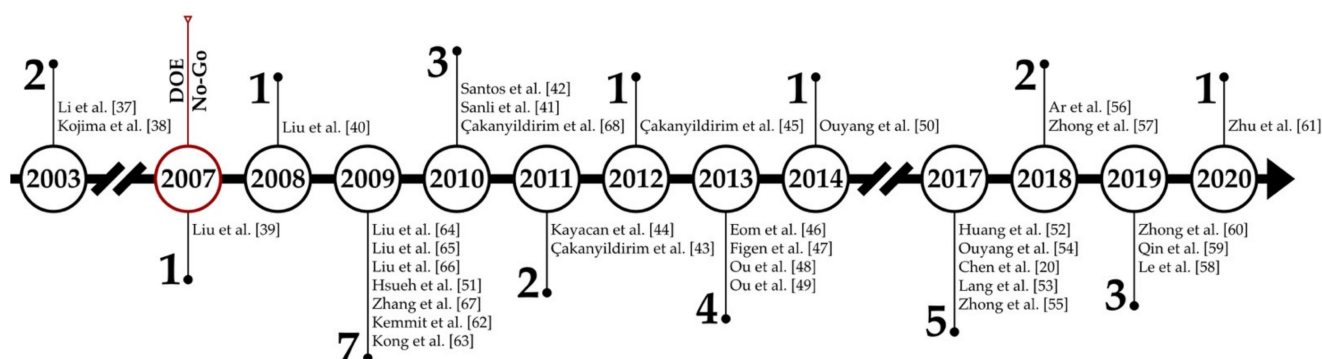 2
Li et al. [37]
Kojima et al. [38]
2003
DOE
No-Go
2007
Liu et al. [39]
1
1
Liu et al. [40]
2008
2009
Liu et al. [64]
Liu et al. [65]
Liu et al. [66]
Hsueh et al. [51]
Zhang et al. [67]
Kemmit et al. [62]
Kong et al. [63]
7
3
Santos et al. [42]
Sanli et al. [41]
Çakanyildirim et al. [68]
2010
2011
Kayacan et al. [44]
Çakanyildirim et al. [43]
2
1
Çakanyildirim et al. [45]
2012
2013
Eom et al. [46]
Figen et al. [47]
Ou et al. [48]
Ou et al. [49]
4
1
Ouyang et al. [50]
2014
2017
Huang et al. [52]
Ouyang et al. [54]
Chen et al. [20]
Lang et al. [53]
Zhong et al. [55]
5
2
Ar et al. [56]
Zhong et al. [57]
2018
2019
Zhong et al. [60]
Qin et al. [59]
Le et al. [58]
3
1
Zhu et al. [61]
2020